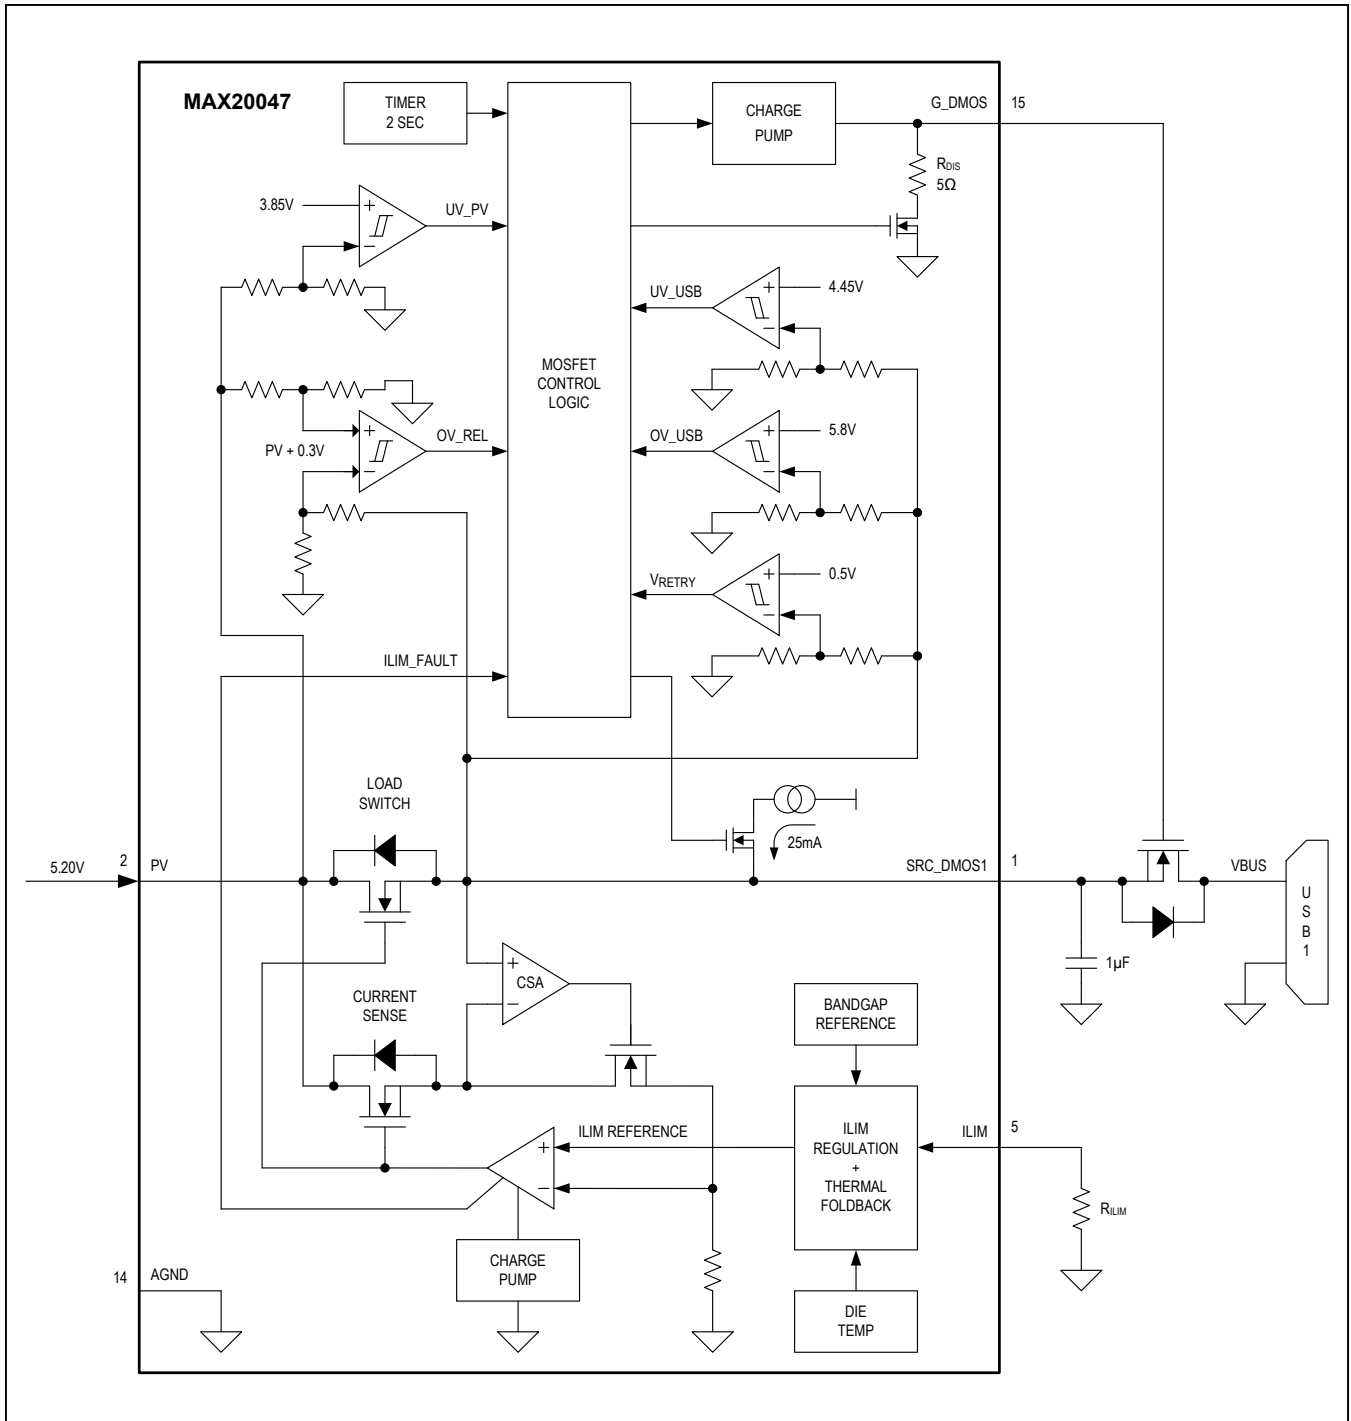 MAX20047
TIMER
2 SEC
CHARGE
PUMP
G_DMOS
15
RDIS
5Ω
3.85V
+
−
UV_PV
UV_USB
+
−
4.45V
MOSFET
CONTROL
LOGIC
PV + 0.3V
+
−
OV_REL
OV_USB
+
−
5.8V
VRETRY
+
−
0.5V
ILIM_FAULT
LOAD
SWITCH
25mA
5.20V
2
PV
SRC_DMOS1
1
VBUS
U
S
B
1
1µF
+
−
CSA
CURRENT
SENSE
BANDGAP
REFERENCE
ILIM REFERENCE
+
−
ILIM
REGULATION
+
THERMAL
FOLDBACK
ILIM
5
RILIM
CHARGE
PUMP
14
AGND
DIE
TEMP